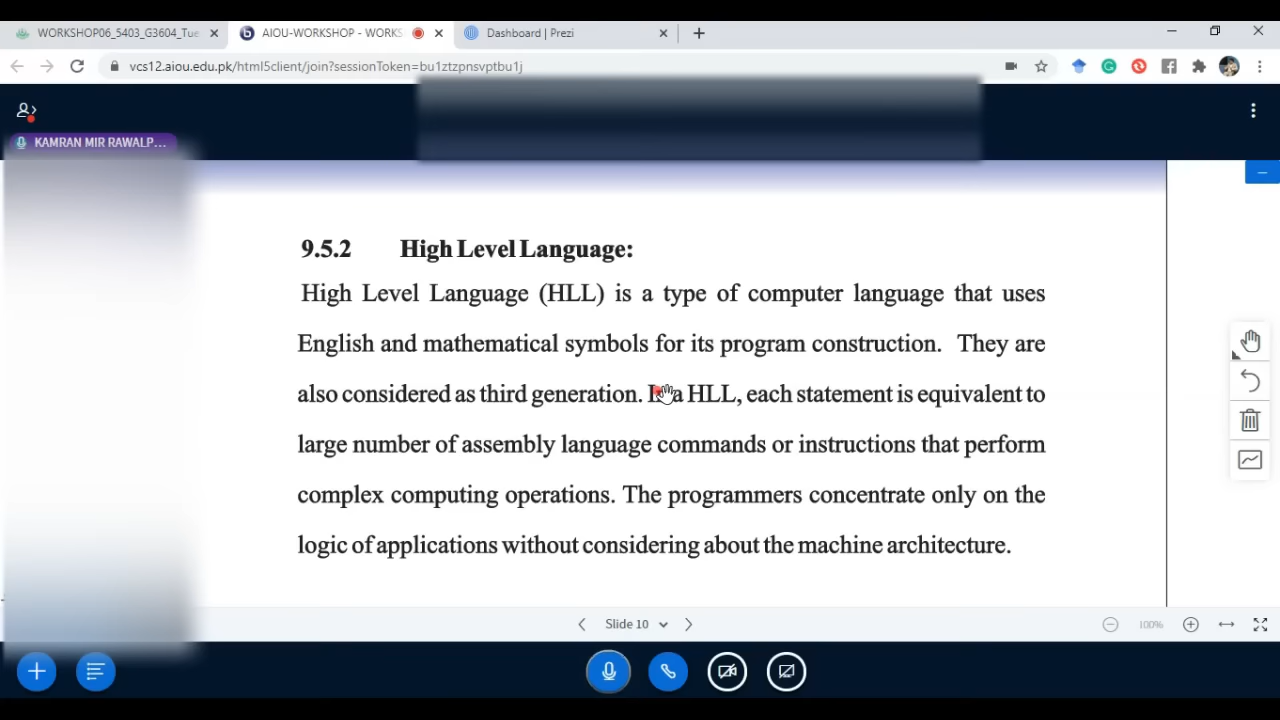 WORKSHOP06_5403_G3604_Tue
AIOU-WORKSHOP - WORKS
Dashboard | Prezi
vcs12.aiou.edu.pk/html5client/join?sessionToken=bu1ztzpnsvptbu1j
KAMRAN MIR RAWALP...
9.5.2 High Level Language:
High Level Language (HLL) is a type of computer language that uses
English and mathematical symbols for its program construction. They are
also considered as third generation. In a HLL, each statement is equivalent to
large number of assembly language commands or instructions that perform
complex computing operations. The programmers concentrate only on the
logic of applications without considering about the machine architecture.
Slide 10
100%